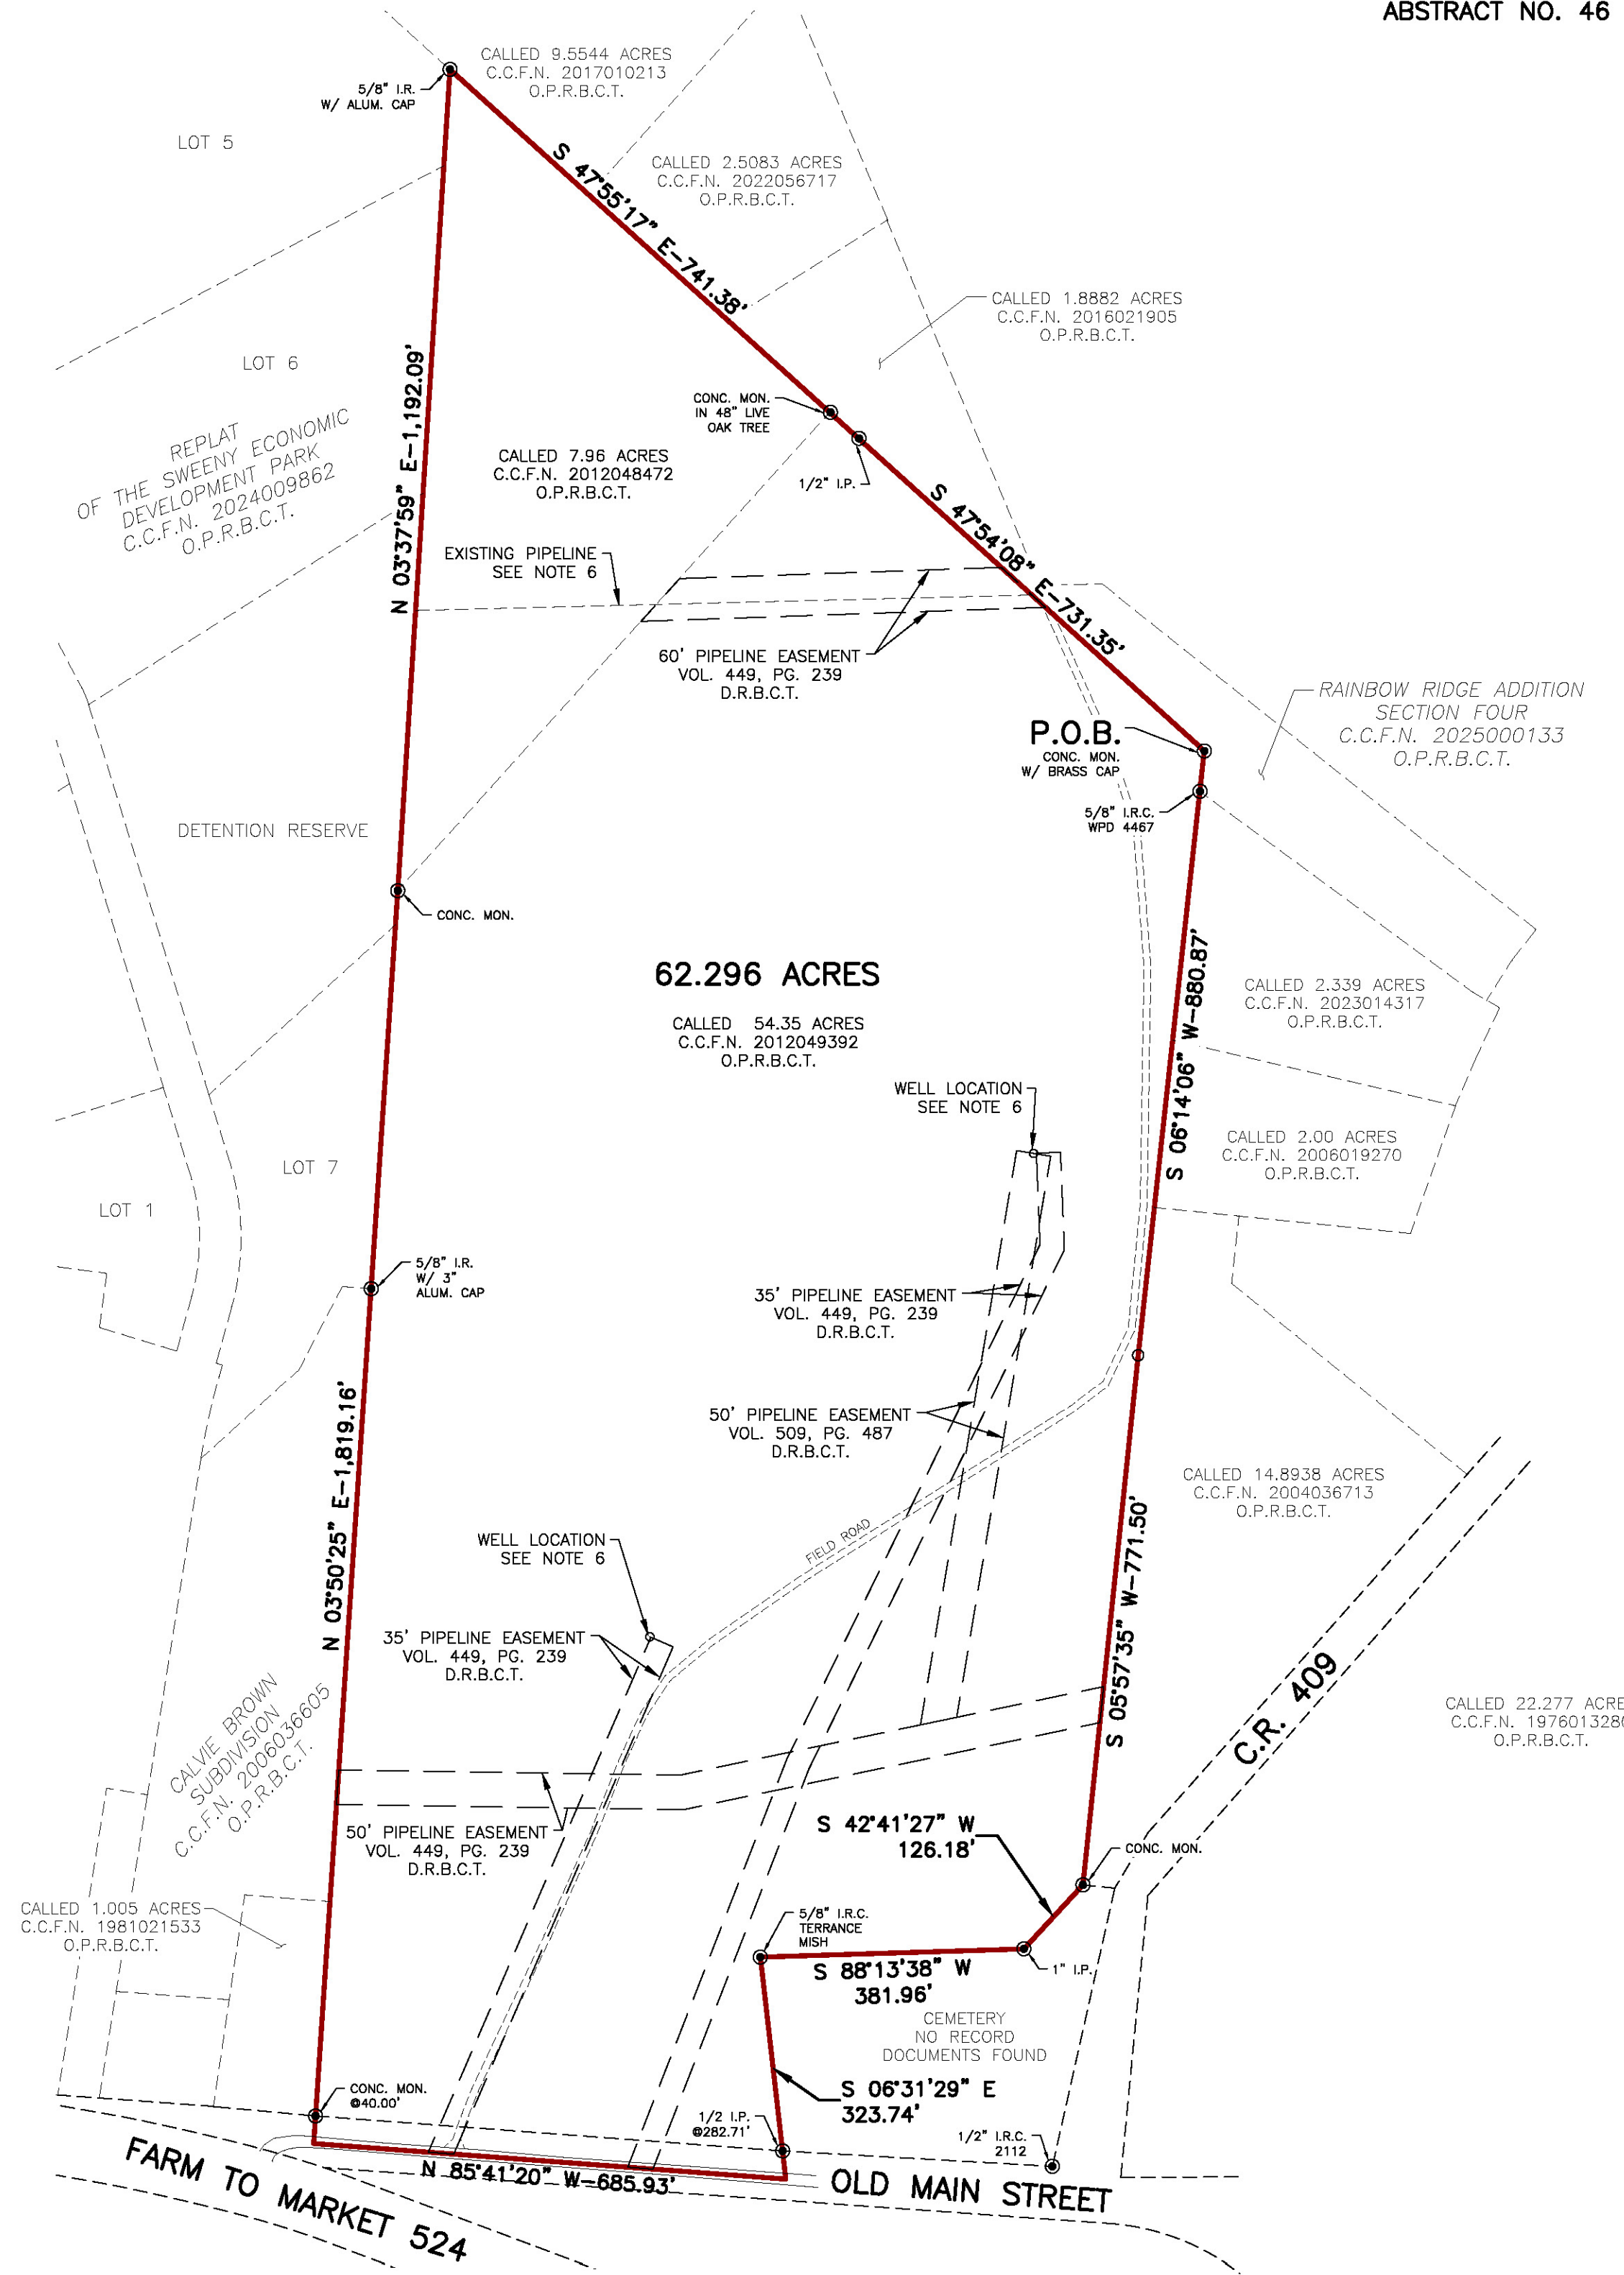 ABSTRACT NO. 46
CALLED 9.5544 ACRES
C.C.F.N. 2017010213
O.P.R.B.C.T.
5/8" I.R.
W/ ALUM. CAP
LOT 5
S 47°55'17" E-741.38'
CALLED 2.5083 ACRES
C.C.F.N. 2022056717
O.P.R.B.C.T.
CALLED 1.8882 ACRES
C.C.F.N. 2016021905
O.P.R.B.C.T.
LOT 6
REPLAT
OF THE SWEENY ECONOMIC
DEVELOPMENT PARK
C.C.F.N. 2024009862
O.P.R.B.C.T.
N 03°37'59" E-1,192.09'
CONC. MON.
IN 48" LIVE
OAK TREE
CALLED 7.96 ACRES
C.C.F.N. 2012048472
O.P.R.B.C.T.
1/2" I.P.
S 47°54'08" E-731.35'
EXISTING PIPELINE
SEE NOTE 6
60' PIPELINE EASEMENT
VOL. 449, PG. 239
D.R.B.C.T.
RAINBOW RIDGE ADDITION
SECTION FOUR
C.C.F.N. 2025000133
O.P.R.B.C.T.
P.O.B.
CONC. MON.
W/ BRASS CAP
5/8" I.R.C.
WPD 4467
DETENTION RESERVE
CONC. MON.
62.296 ACRES
CALLED 54.35 ACRES
C.C.F.N. 2012049392
O.P.R.B.C.T.
S 06°14'06" W-880.87'
CALLED 2.339 ACRES
C.C.F.N. 2023014317
O.P.R.B.C.T.
WELL LOCATION
SEE NOTE 6
CALLED 2.00 ACRES
C.C.F.N. 2006019270
O.P.R.B.C.T.
LOT 7
LOT 1
5/8" I.R.
W/ 3"
ALUM. CAP
35' PIPELINE EASEMENT
VOL. 449, PG. 239
D.R.B.C.T.
50' PIPELINE EASEMENT
VOL. 509, PG. 487
D.R.B.C.T.
N 03°50'25" E-1,819.16'
CALLED 14.8938 ACRES
C.C.F.N. 2004036713
O.P.R.B.C.T.
FIELD ROAD
WELL LOCATION
SEE NOTE 6
S 05°57'35" W-771.50'
35' PIPELINE EASEMENT
VOL. 449, PG. 239
D.R.B.C.T.
C.R. 409
CALLED 22.277 ACRE
C.C.F.N. 197601328
O.P.R.B.C.T.
CALVIE BROWN
SUBDIVISION
C.C.F.N. 2006036605
O.P.R.B.C.T.
50' PIPELINE EASEMENT
VOL. 449, PG. 239
D.R.B.C.T.
S 42°41'27" W
126.18'
CONC. MON.
CALLED 1.005 ACRES
C.C.F.N. 1981021533
O.P.R.B.C.T.
5/8" I.R.C.
TERRANCE
MISH
S 88°13'38" W
381.96'
1" I.P.
CEMETERY
NO RECORD
DOCUMENTS FOUND
S 06°31'29" E
323.74'
CONC. MON.
@40.00'
1/2 I.P.
@282.71'
1/2" I.R.C.
2112
N 85°41'20" W-685.93'
OLD MAIN STREET
FARM TO MARKET 524